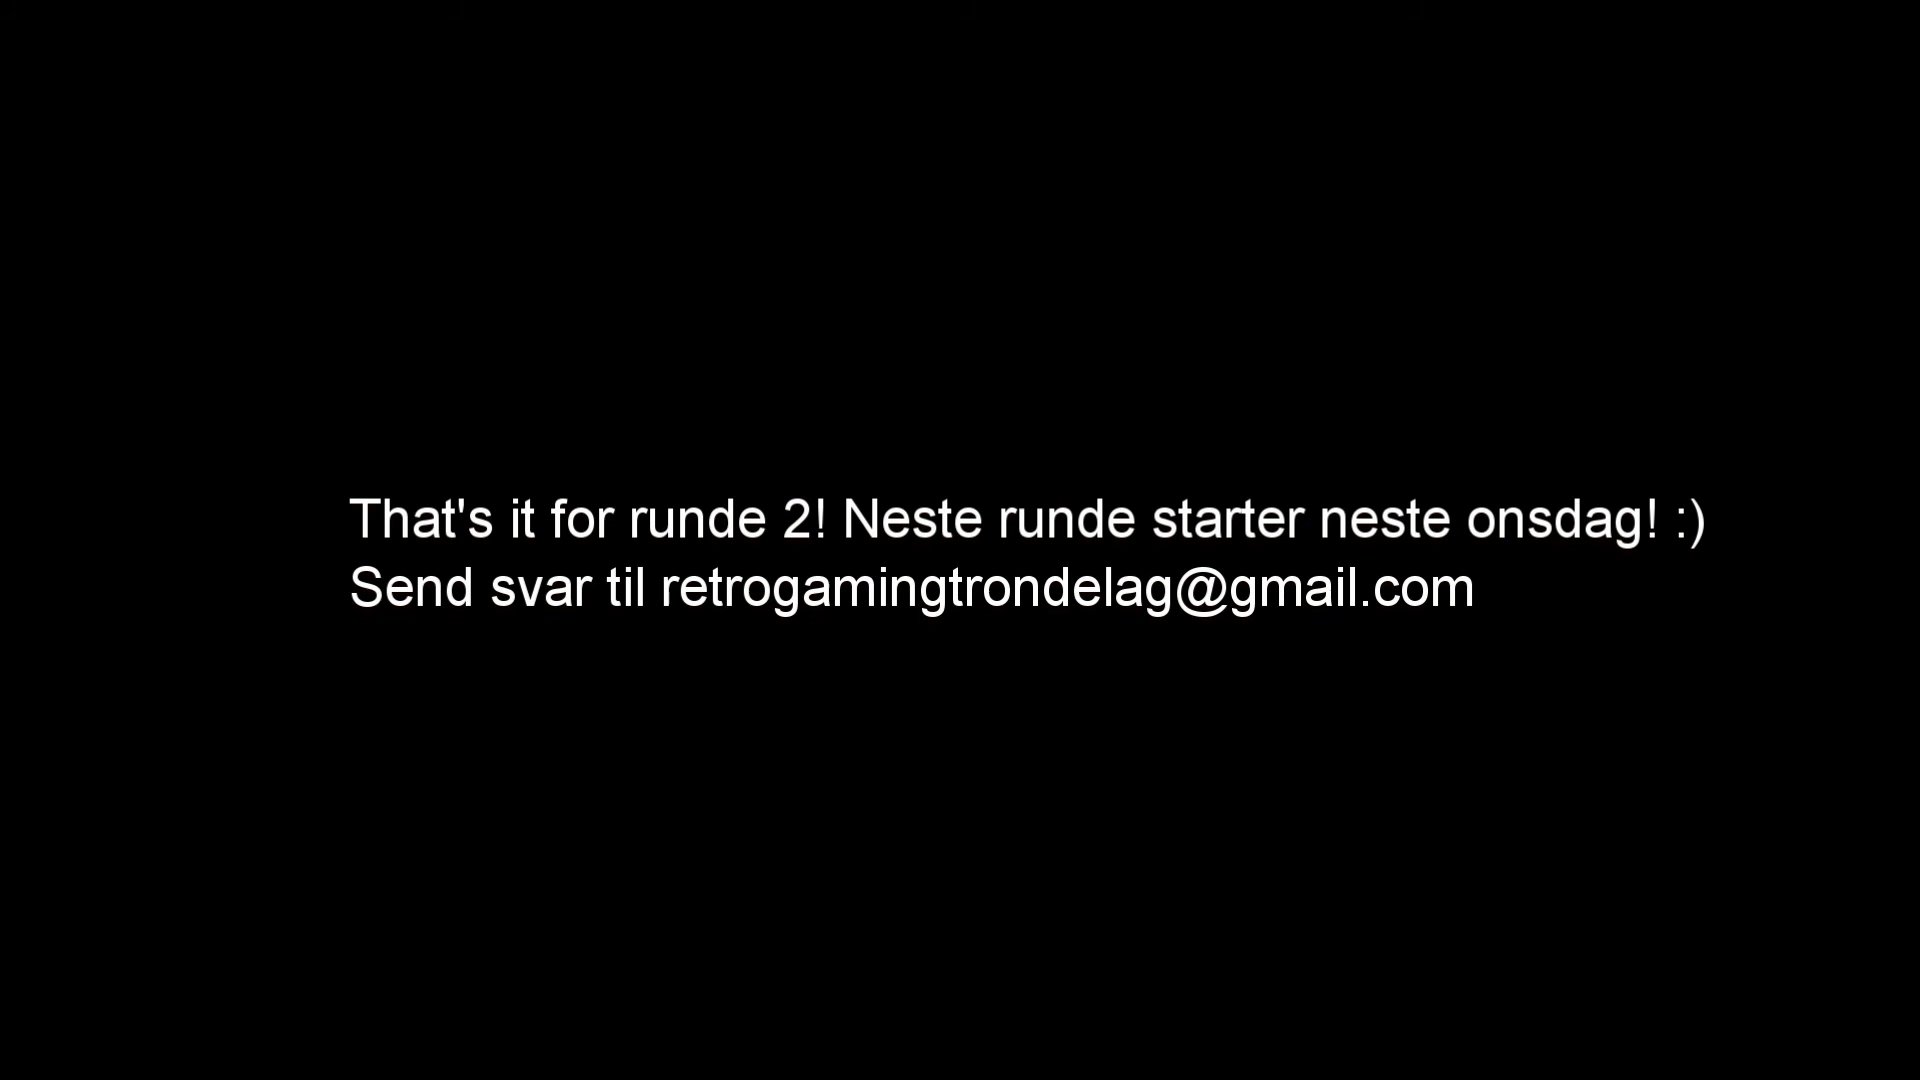 That's it for runde 2! Neste runde starter neste onsdag! :)
Send svar til retrogamingtrondelag@gmail.com